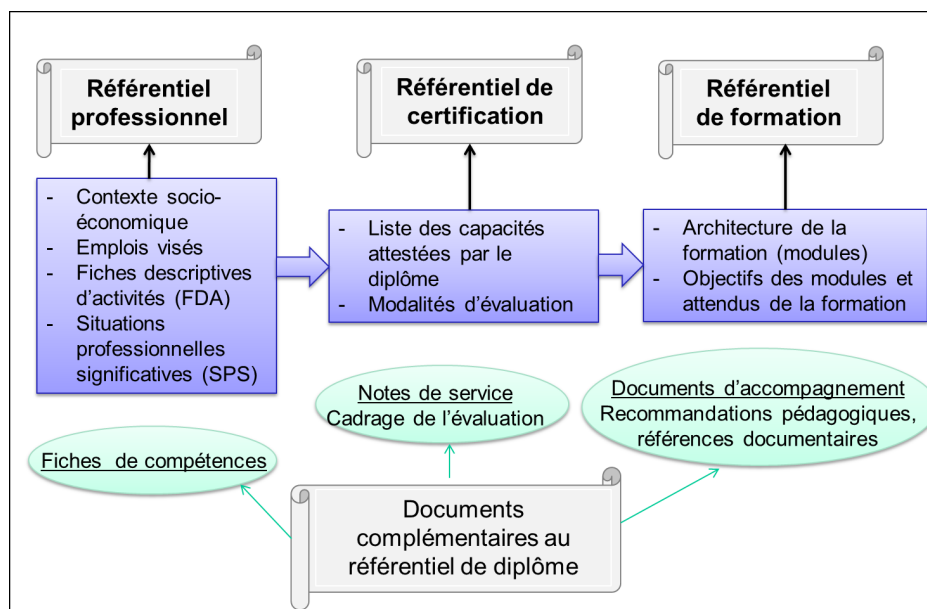 Référentiel
professionnel
Référentiel de
certification
Référentiel
de formation
- Contexte socio-
économique
- Emplois visés
- Fiches descriptives
d'activités (FDA)
- Situations
professionnelles
significatives (SPS)
- Liste des capacités
attestées par le
diplôme
- Modalités d'évaluation
- Architecture de la
formation (modules)
- Objectifs des modules et
attendus de la formation
Fiches de compétences
Notes de service
Cadrage de l'évaluation
Documents d'accompagnement
Recommandations pédagogiques,
références documentaires
Documents
complémentaires au
référentiel de diplôme